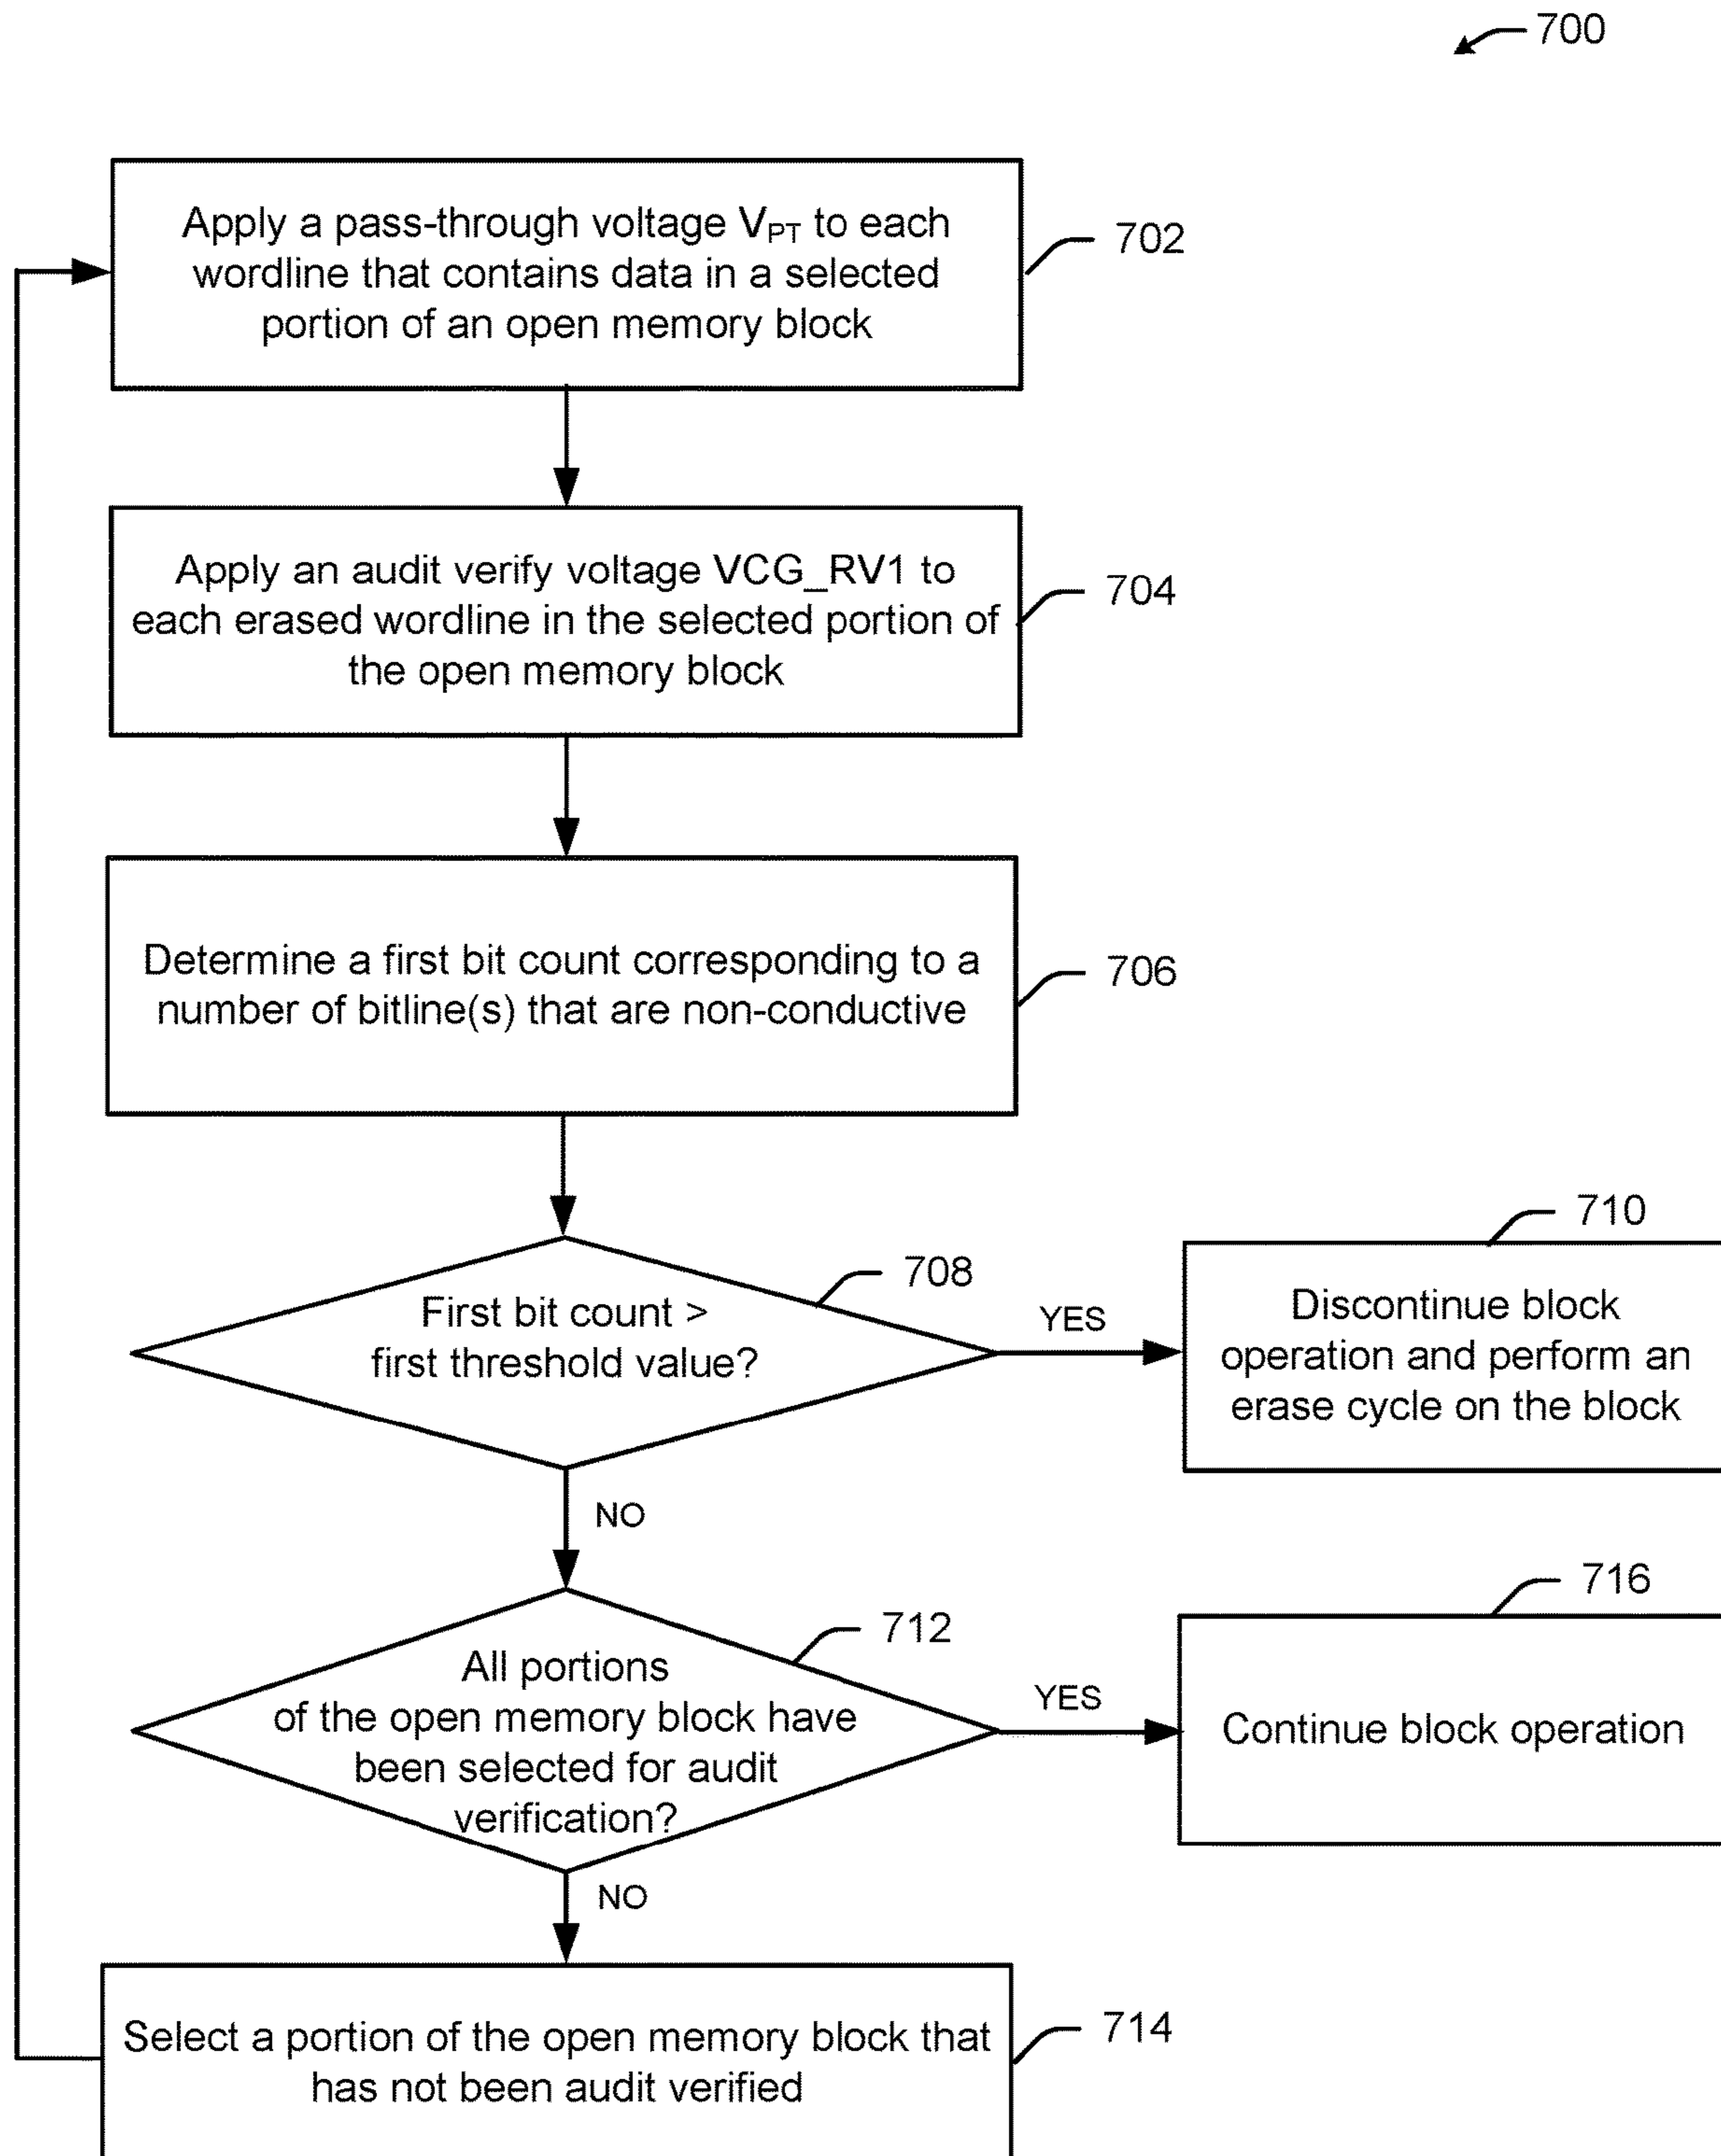 700
Apply a pass-through voltage VPT to each
wordline that contains data in a selected
portion of an open memory block
702
Apply an audit verify voltage VCG_RV1 to
each erased wordline in the selected portion of
the open memory block
704
Determine a first bit count corresponding to a
number of bitline(s) that are non-conductive
706
First bit count >
first threshold value?
708
YES
710
Discontinue block
operation and perform an
erase cycle on the block
NO
All portions
of the open memory block have
been selected for audit
verification?
712
YES
716
Continue block operation
NO
Select a portion of the open memory block that
has not been audit verified
714